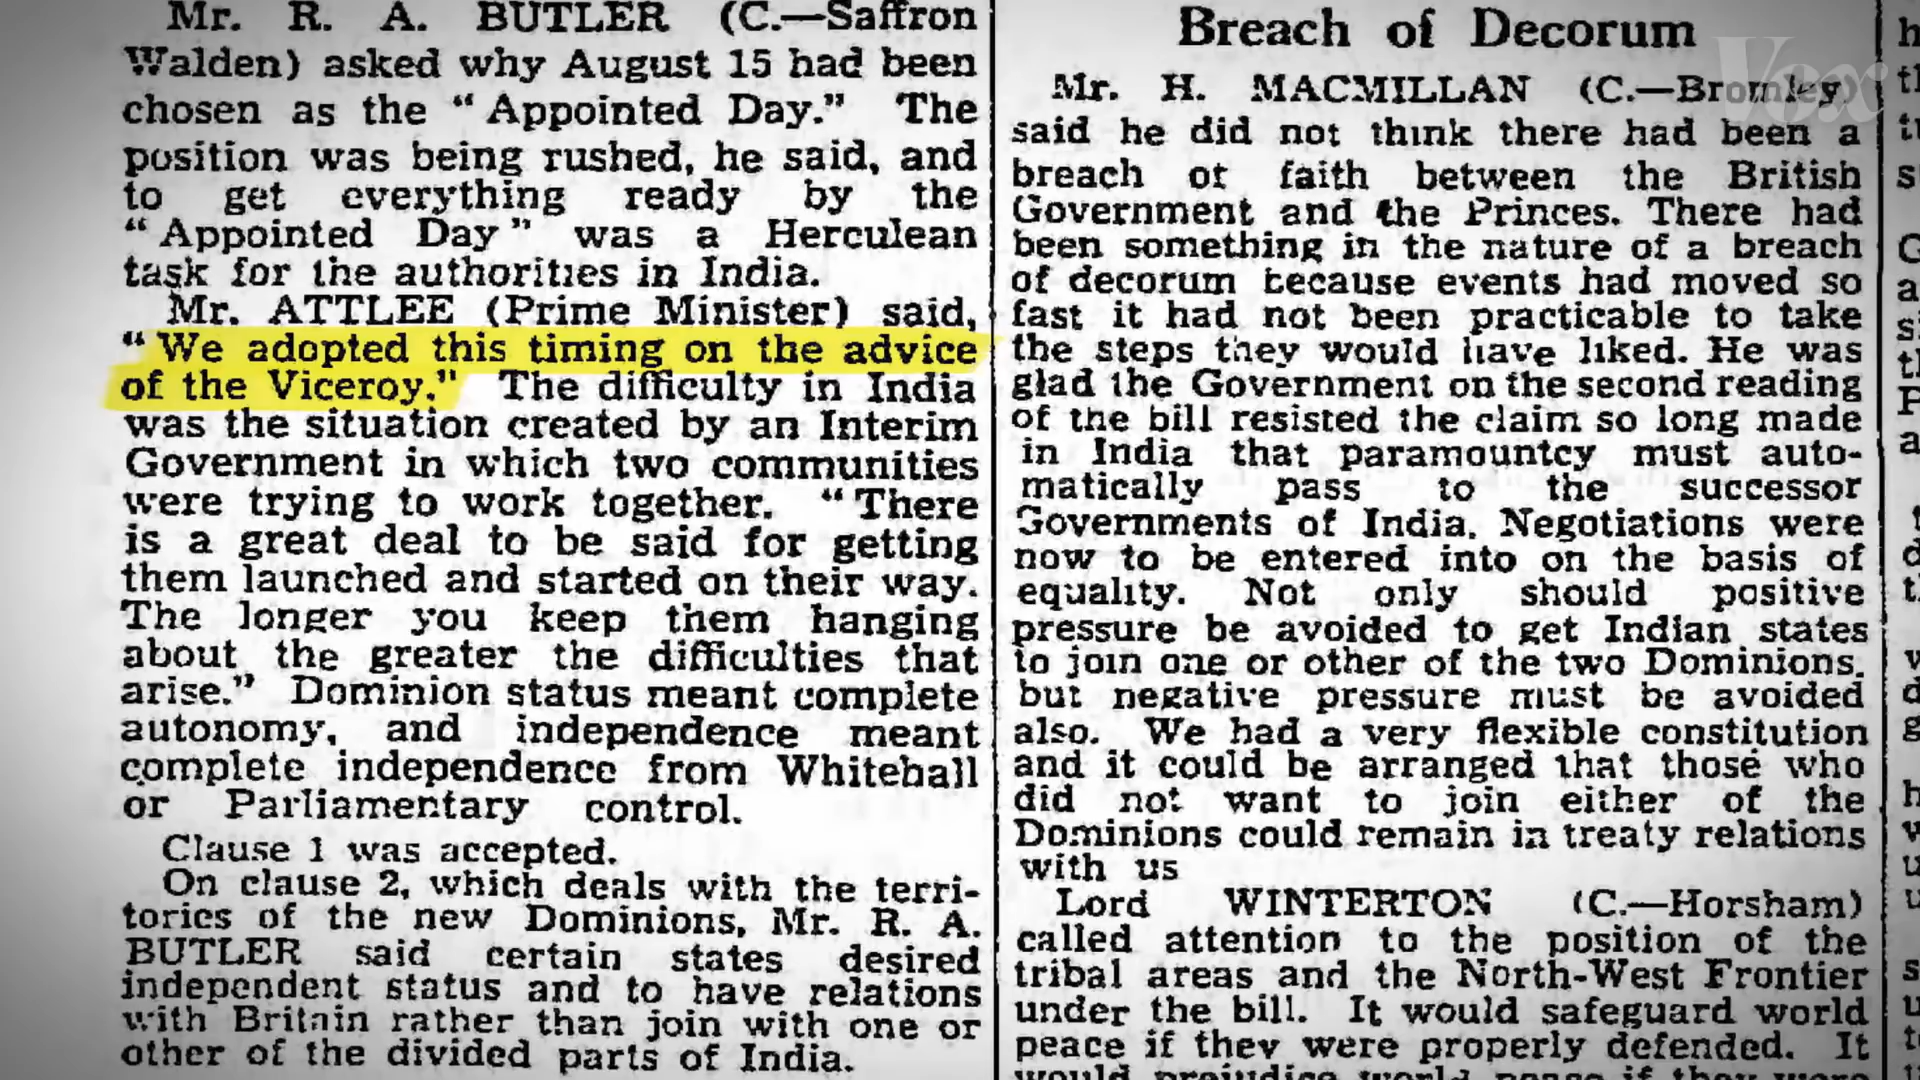 Mr. R. A. BUTLER (C.—Saffron
Walden) asked why August 15 had been
chosen as the "Appointed Day." The
position was being rushed, he said, and
to get everything ready by the
"Appointed Day" was a Herculean
task for the authorities in India.
Mr. ATTLEE (Prime Minister) said,
"We adopted this timing on the advice
of the Viceroy." The difficulty in India
was the situation created by an Interim
Government in which two communities
were trying to work together. "There
is a great deal to be said for getting
them launched and started on their way.
The longer you keep them hanging
about the greater the difficulties that
arise." Dominion status meant complete
autonomy, and independence meant
complete independence from Whitehall
or Parliamentary control.
Clause 1 was accepted.
On clause 2, which deals with the terri-
tories of the new Dominions, Mr. R. A.
BUTLER said certain states desired
independent status and to have relations
with Britain rather than join with one or
other of the divided parts of India.
Breach of Decorum
Mr. H. MACMILLAN (C.—Bromley)
said he did not think there had been a
breach of faith between the British
Government and the Princes. There had
been something in the nature of a breach
of decorum because events had moved so
fast it had not been practicable to take
the steps they would have liked. He was
glad the Government on the second reading
of the bill resisted the claim so long made
in India that paramountcy must auto-
matically pass to the successor
Governments of India. Negotiations were
now to be entered into on the basis of
equality. Not only should positive
pressure be avoided to get Indian states
to join one or other of the two Dominions,
but negative pressure must be avoided
also. We had a very flexible constitution
and it could be arranged that those who
did not want to join either of the
Dominions could remain in treaty relations
with us
Lord WINTERTON (C.—Horsham)
called attention to the position of the
tribal areas and the North-West Frontier
under the bill. It would safeguard world
peace if they were properly defended. It
would prejudice world peace if they were
Vox